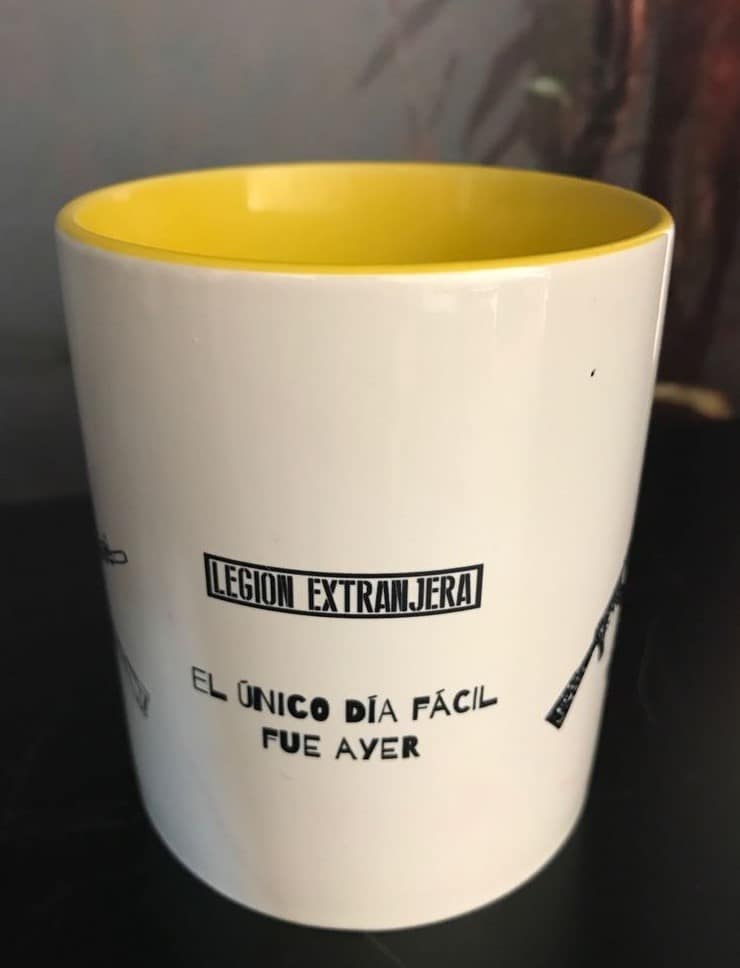 LEGION EXTRANJERA
EL ÚNICO DÍA FÁCIL
FUE AYER